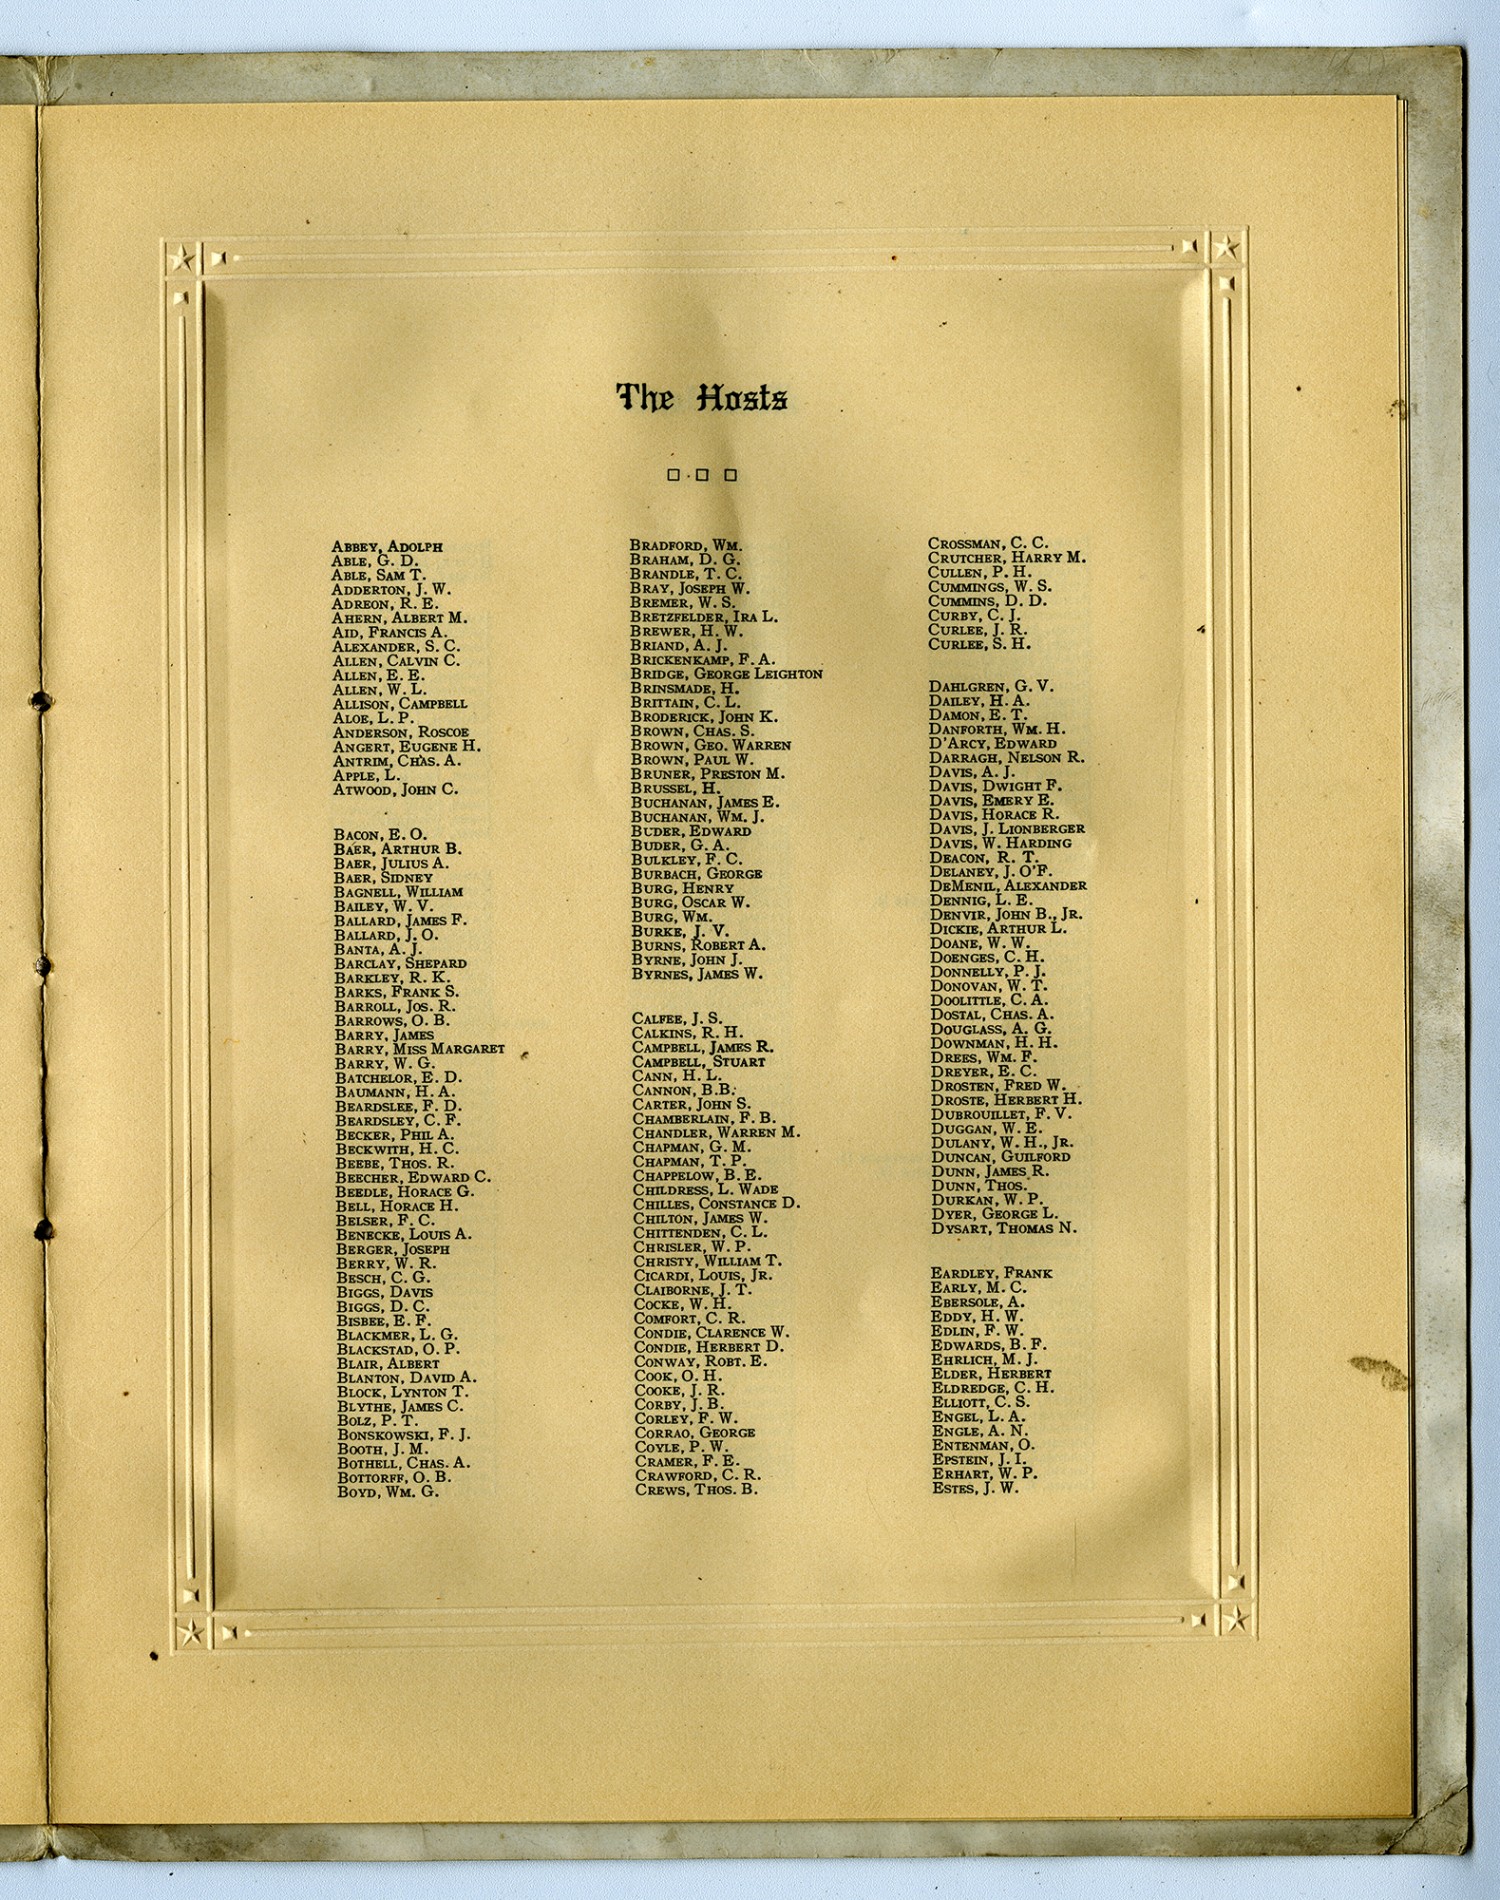 The Hosts
ABBEY, ADOLPH
ABLE, G. D.
ABLE, SAM T.
ADDERTON, J. W.
ADREON, R. E.
AHERN, ALBERT M.
AID, FRANCIS A.
ALEXANDER, S. C.
ALLEN, CALVIN C.
ALLEN, E. E.
ALLEN, W. L.
ALLISON, CAMPBELL
ALOE, L. P.
ANDERSON, ROSCOE
ANGERT, EUGENE H.
ANTRIM, CHAS. A.
APPLE, L.
ATWOOD, JOHN C.
BACON, E. O.
BAER, ARTHUR B.
BAER, JULIUS A.
BAER, SIDNEY
BAGNELL, WILLIAM
BAILEY, W. V.
BALLARD, JAMES F.
BALLARD, J. O.
BANTA, A. J.
BARCLAY, SHEPARD
BARKLEY, R. K.
BARKS, FRANK S.
BARROLL, JOS. R.
BARROWS, O. B.
BARRY, JAMES
BARRY, MISS MARGARET
BARRY, W. G.
BATCHELOR, E. D.
BAUMANN, H. A.
BEARDSLEE, F. D.
BEARDSLEY, C. F.
BECKER, PHIL A.
BECKWITH, H. C.
BEEBE, THOS. R.
BEECHER, EDWARD C.
BEEDLE, HORACE G.
BELL, HORACE H.
BELSER, F. C.
BENECKE, LOUIS A.
BERGER, JOSEPH
BERRY, W. R.
BESCH, C. G.
BIGGS, DAVIS
BIGGS, D. C.
BISBEE, E. F.
BLACKMER, L. G.
BLACKSTAD, O. P.
BLAIR, ALBERT
BLANTON, DAVID A.
BLOCK, LYNTON T.
BLYTHE, JAMES C.
BOLZ, P. T.
BONSKOWSKI, F. J.
BOOTH, J. M.
BOTHELL, CHAS. A.
BOTTORFF, O. B.
BOYD, WM. G.
BRADFORD, WM.
BRAHAM, D. G.
BRANDLE, T. C.
BRAY, JOSEPH W.
BREMER, W. S.
BRETZFELDER, IRA L.
BREWER, H. W.
BRIAND, A. J.
BRICKENKAMP, F. A.
BRIDGE, GEORGE LEIGHTON
BRINSMADE, H.
BRITTAIN, C. L.
BRODERICK, JOHN K.
BROWN, CHAS. S.
BROWN, GEO. WARREN
BROWN, PAUL W.
BRUNER, PRESTON M.
BRUSSEL, H.
BUCHANAN, JAMES E.
BUCHANAN, WM. J.
BUDER, EDWARD
BUDER, G. A.
BULKLEY, F. C.
BURBACH, GEORGE
BURG, HENRY
BURG, OSCAR W.
BURG, WM.
BURKE, J. V.
BURNS, ROBERT A.
BYRNE, JOHN J.
BYRNES, JAMES W.
CALFEE, J. S.
CALKINS, R. H.
CAMPBELL, JAMES R.
CAMPBELL, STUART
CANN, H. L.
CANNON, B.B.
CARTER, JOHN S.
CHAMBERLAIN, F. B.
CHANDLER, WARREN M.
CHAPMAN, G. M.
CHAPMAN, T. P.
CHAPPELOW, B. E.
CHILDRESS, L. WADE
CHILLES, CONSTANCE D.
CHILTON, JAMES W.
CHITTENDEN, C. L.
CHRISLER, W. P.
CHRISTY, WILLIAM T.
CICARDI, LOUIS, JR.
CLAIBORNE, J. T.
COCKE, W. H.
COMFORT, C. R.
CONDIE, CLARENCE W.
CONDIE, HERBERT D.
CONWAY, ROBT. E.
COOK, O. H.
COOKE, J. R.
CORBY, J. B.
CORLEY, F. W.
CORRAO, GEORGE
COYLE, P. W.
CRAMER, F. E.
CRAWFORD, C. R.
CREWS, THOS. B.
CROSSMAN, C. C.
CRUTCHER, HARRY M.
CULLEN, P. H.
CUMMINGS, W. S.
CUMMINS, D. D.
CURBY, C. J.
CURLEE, J. R.
CURLEE, S. H.
DAHLGREN, G. V.
DAILEY, H. A.
DAMON, E. T.
DANFORTH, WM. H.
D'ARCY, EDWARD
DARRAGH, NELSON R.
DAVIS, A. J.
DAVIS, DWIGHT F.
DAVIS, EMERY E.
DAVIS, HORACE R.
DAVIS, J. LIONBERGER
DAVIS, W. HARDING
DEACON, R. T.
DELANEY, J. O'F.
DEMENIL, ALEXANDER
DENNIG, L. E.
DENVIR, JOHN B., JR.
DICKIE, ARTHUR L.
DOANE, W. W.
DOENGES, C. H.
DONNELLY, P. J.
DONOVAN, W. T.
DOOLITTLE, C. A.
DOSTAL, CHAS. A.
DOUGLASS, A. G.
DOWNMAN, H. H.
DREES, WM. F.
DREYER, E. C.
DROSTEN, FRED W.
DROSTE, HERBERT H.
DUBROUILLET, F. V.
DUGGAN, W. E.
DULANY, W. H., JR.
DUNCAN, GUILFORD
DUNN, JAMES R.
DUNN, THOS.
DURKAN, W. P.
DYER, GEORGE L.
DYSART, THOMAS N.
EARDLEY, FRANK
EARLY, M. C.
EBERSOLE, A.
EDDY, H. W.
EDLIN, F. W.
EDWARDS, B. F.
EHRLICH, M. J.
ELDER, HERBERT
ELDREDGE, C. H.
ELLIOTT, C. S.
ENGEL, L. A.
ENGLE, A. N.
ENTENMAN, O.
EPSTEIN, J. I.
ERHART, W. P.
ESTES, J. W.